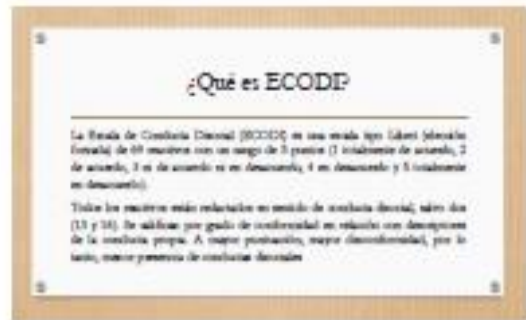 ¿Qué es ECODI?
La Escala de Conducta Disocial (ECODI) es una escala tipo Likert (elección
forzada) de 69 reactivos con un rango de 5 puntos (1 totalmente de acuerdo, 2
de acuerdo, 3 ni de acuerdo ni en desacuerdo, 4 en desacuerdo y 5 totalmente
en desacuerdo).
Todos los reactivos están redactados en sentido de conducta disocial, salvo dos
(15 y 16). Se califican por grado de conformidad en relación con descriptores
de la conducta propia. A mayor puntuación, mayor disconformidad, por lo
tanto, menor presencia de conductas disociales